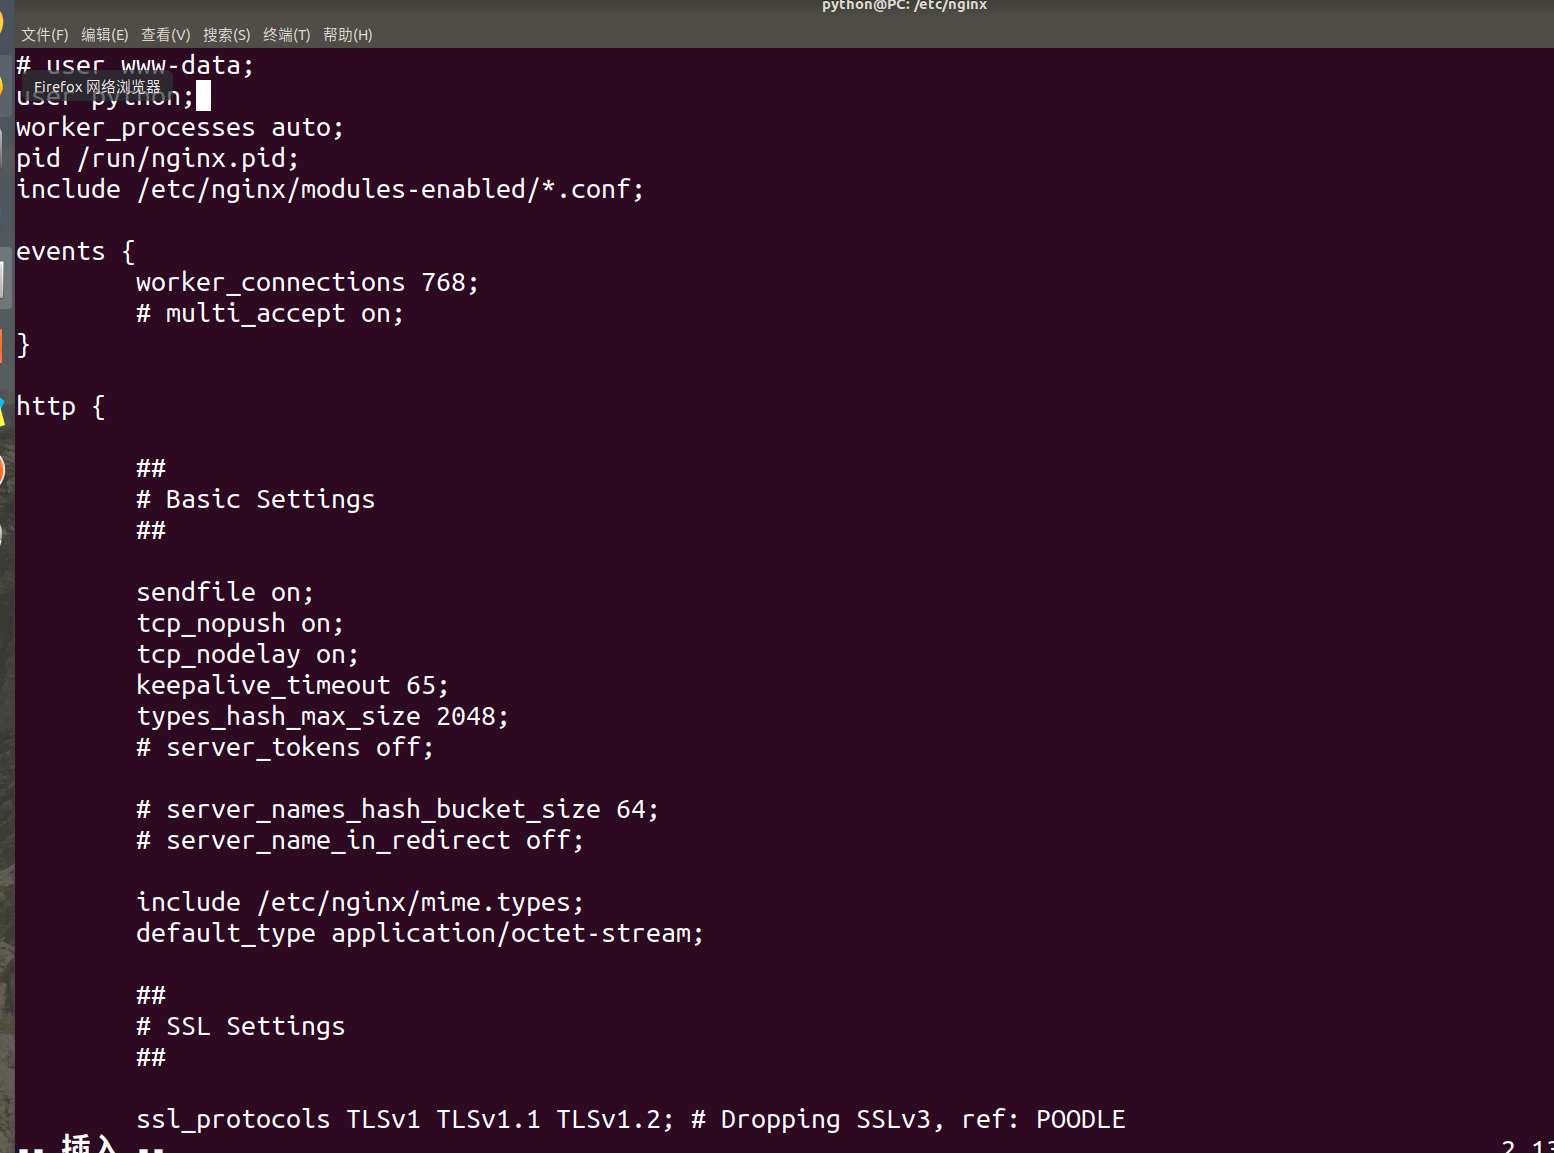 python@PC: /etc/nginx
文件(F) 编辑(E) 查看(V) 搜索(S) 终端(T) 帮助(H)
# user www-data;
Firefox 网络浏览器
user python;
worker_processes auto;
pid /run/nginx.pid;
include /etc/nginx/modules-enabled/*.conf;
events {
worker_connections 768;
# multi_accept on;
}
http {
##
# Basic Settings
##
sendfile on;
tcp_nopush on;
tcp_nodelay on;
keepalive_timeout 65;
types_hash_max_size 2048;
# server_tokens off;
# server_names_hash_bucket_size 64;
# server_name_in_redirect off;
include /etc/nginx/mime.types;
default_type application/octet-stream;
##
# SSL Settings
##
ssl_protocols TLSv1 TLSv1.1 TLSv1.2; # Dropping SSLv3, ref: POODLE
-- 插入 --